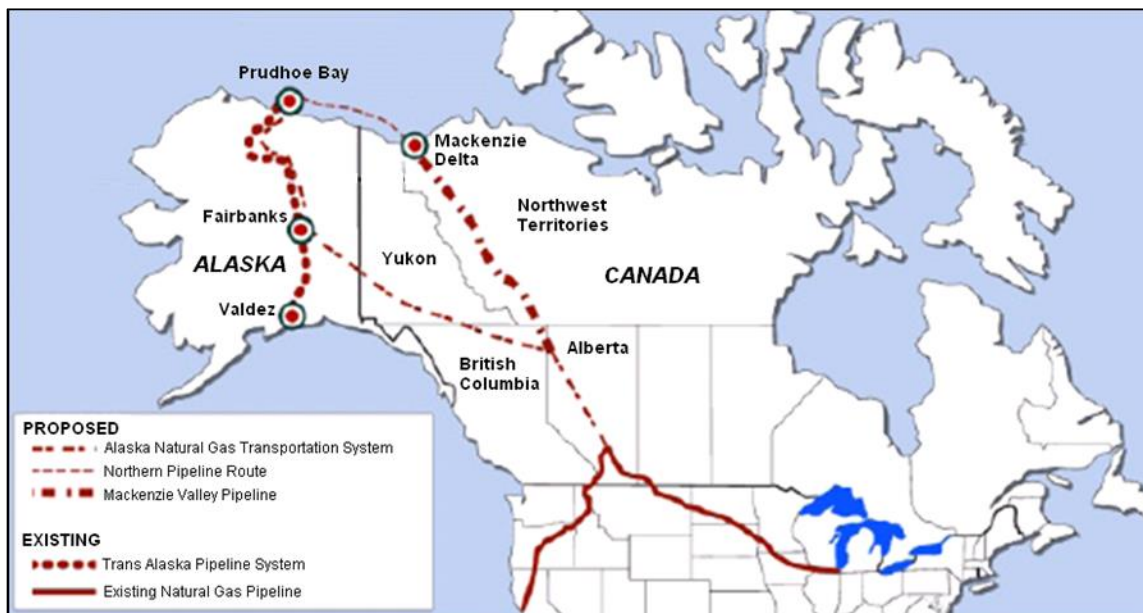 Prudhoe Bay
Mackenzie
Delta
Northwest
Territories
Fairbanks
ALASKA
Yukon
CANADA
Valdez
British
Columbia
Alberta
PROPOSED
Alaska Natural Gas Transportation System
Northern Pipeline Route
Mackenzie Valley Pipeline
EXISTING
Trans Alaska Pipeline System
Existing Natural Gas Pipeline